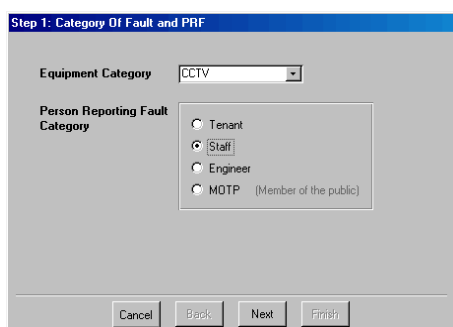 Step 1: Category Of Fault and PRF
Equipment Category CCTV
Person Reporting Fault
Category
Tenant
Staff
Engineer
MOTP (Member of the public)
Cancel Back Next Finish